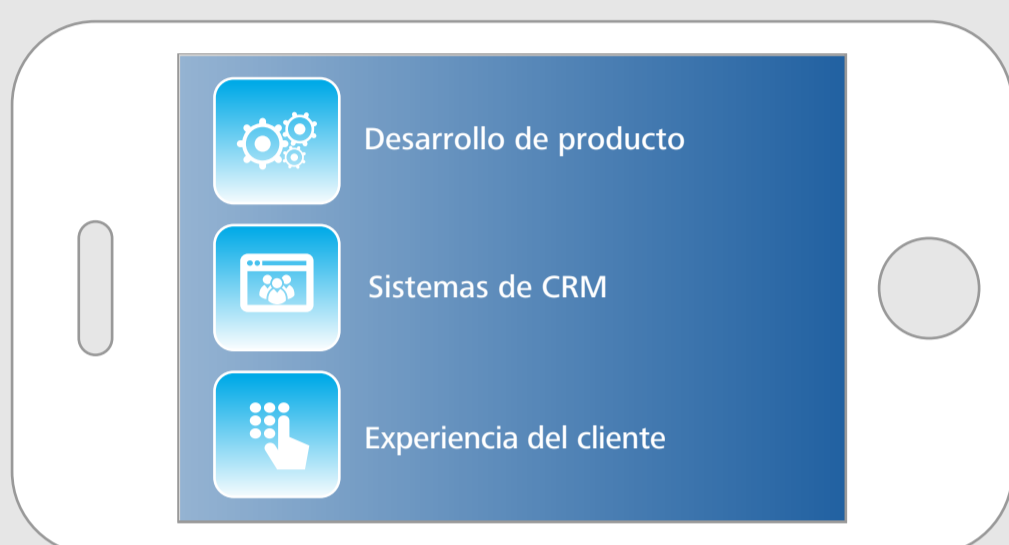 Desarrollo de producto
Sistemas de CRM
Experiencia del cliente